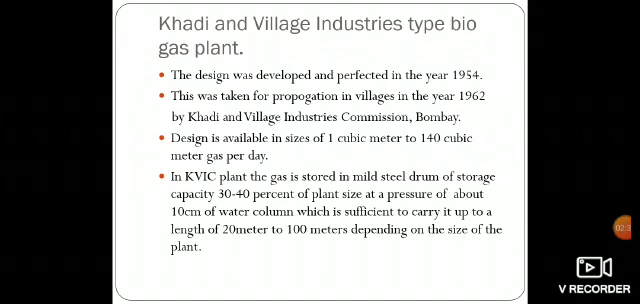 Khadi and Village Industries type bio
gas plant.
• The design was developed and perfected in the year 1954.
• This was taken for propogation in villages in the year 1962
by Khadi and Village Industries Commission, Bombay.
• Design is available in sizes of 1 cubic meter to 140 cubic
meter gas per day.
• In KVIC plant the gas is stored in mild steel drum of storage
capacity 30-40 percent of plant size at a pressure of about
10cm of water column which is sufficient to carry it up to a
length of 20meter to 100 meters depending on the size of the
plant.
V RECORDER